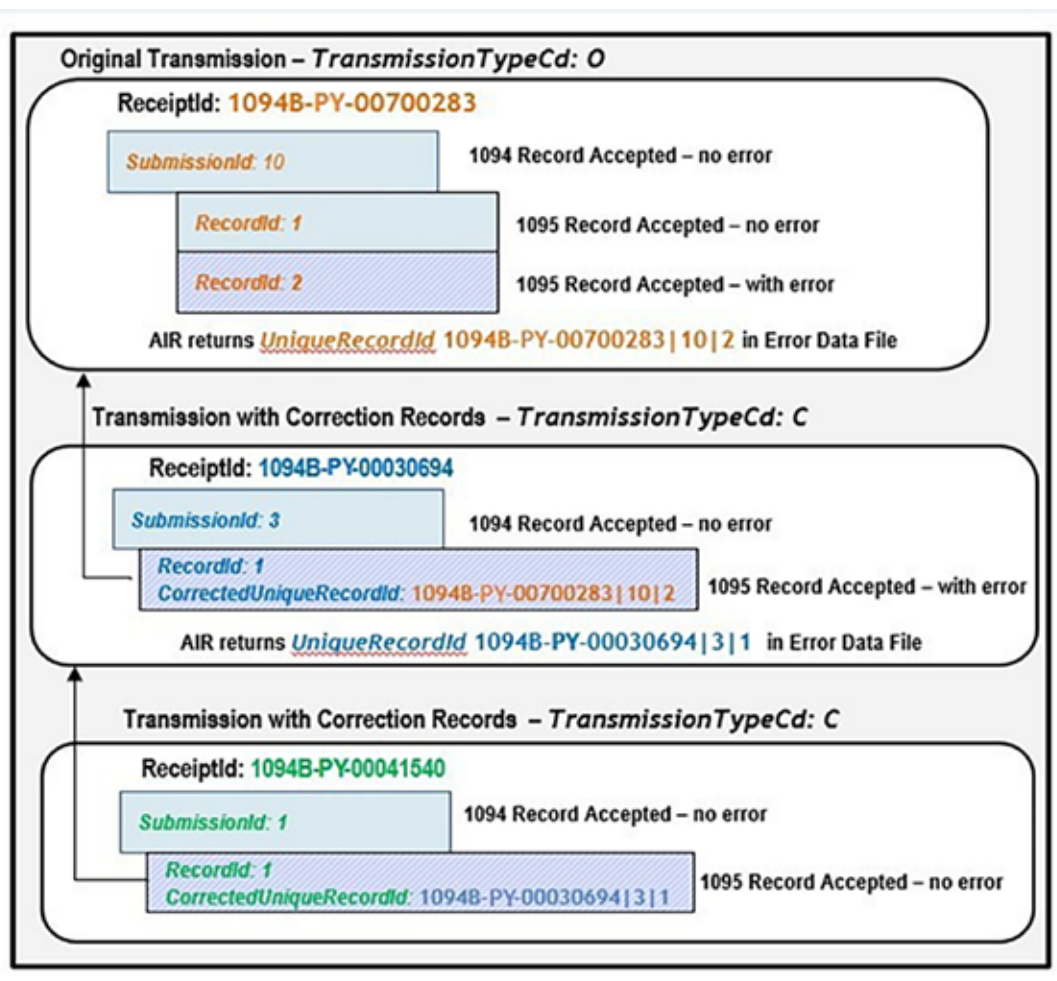 Original Transmission – TransmissionTypeCd: O
ReceiptId: 1094B-PY-00700283
SubmissionId: 10
1094 Record Accepted – no error
RecordId: 1
1095 Record Accepted – no error
RecordId: 2
1095 Record Accepted – with error
AIR returns UniqueRecordId 1094B-PY-00700283|10|2 in Error Data File
Transmission with Correction Records – TransmissionTypeCd: C
ReceiptId: 1094B-PY-00030694
SubmissionId: 3
1094 Record Accepted – no error
RecordId: 1
CorrectedUniqueRecordId: 1094B-PY-00700283|10|2
1095 Record Accepted – with error
AIR returns UniqueRecordId 1094B-PY-00030694|3|1 in Error Data File
Transmission with Correction Records – TransmissionTypeCd: C
ReceiptId: 1094B-PY-00041540
SubmissionId: 1
1094 Record Accepted – no error
RecordId: 1
CorrectedUniqueRecordId: 1094B-PY-00030694|3|1
1095 Record Accepted – no error